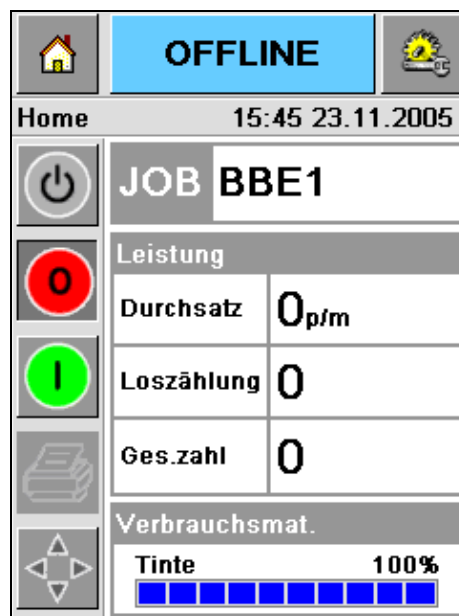 OFFLINE
Home 15:45 23.11.2005
JOB BBE1
Leistung
Durchsatz 0p/m
Loszählung 0
Ges.zahl 0
Verbrauchsmat.
Tinte 100%
O
I